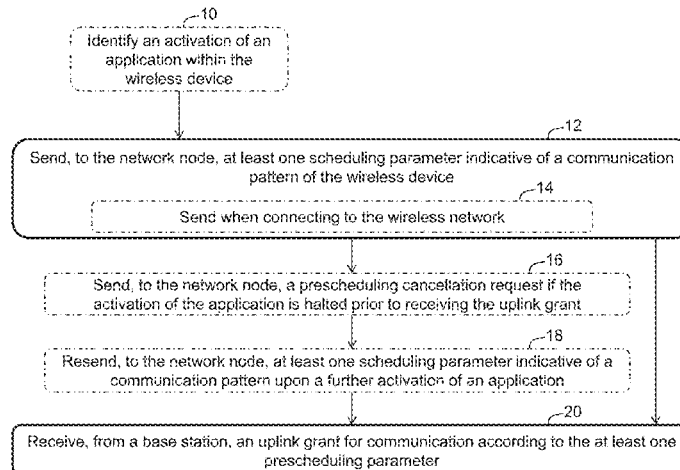 10
Identify an activation of an
application within the
wireless device
12
Send, to the network node, at least one scheduling parameter indicative of a communication
pattern of the wireless device
14
Send when connecting to the wireless network
16
Send, to the network node, a prescheduling cancellation request if the
activation of the application is halted prior to receiving the uplink grant
18
Resend, to the network node, at least one scheduling parameter indicative of a
communication pattern upon a further activation of an application
20
Receive, from a base station, an uplink grant for communication according to the at least one
prescheduling parameter